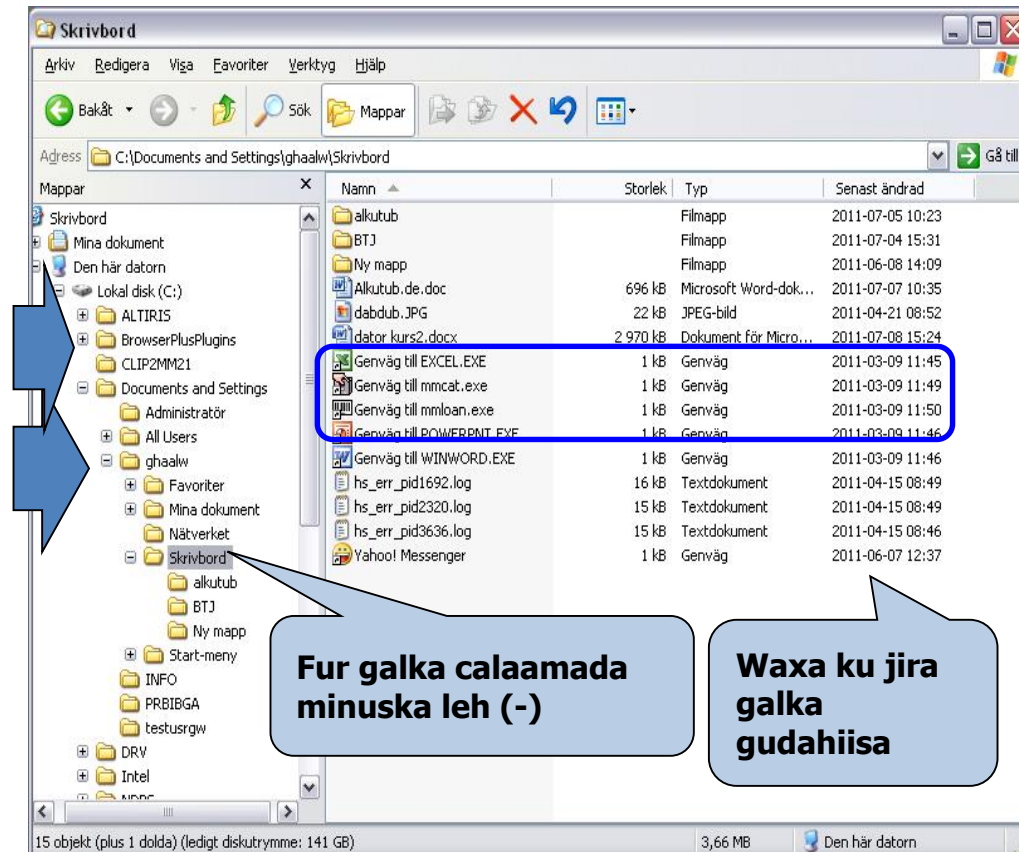 Skrivbord
Arkiv Redigera Visa Favoriter Verktyg Hjälp
Bakåt Sök Mappar
Adress C:\Documents and Settings\ghaalw\Skrivbord Gå till
Mappar x
Skrivbord
Mina dokument
Den här datorn
Lokal disk (C:)
ALTIRIS
BrowserPlusPlugins
CLIP2MM21
Documents and Settings
Administratör
All Users
ghaalw
Favoriter
Mina dokument
Nätverket
Skrivbord
alkutub
BTJ
Ny mapp
Start-meny
INFO
PRBIBGA
testusrgw
DRV
Intel
Namn Storlek Typ Senast ändrad
alkutub Filmapp 2011-07-05 10:23
BTJ Filmapp 2011-07-04 15:31
Ny mapp Filmapp 2011-06-08 14:09
Alkutub.de.doc 696 kB Microsoft Word-dok... 2011-07-07 10:35
dabdub.JPG 22 kB JPEG-bild 2011-04-21 08:52
dator kurs2.docx 2 970 kB Dokument för Micro... 2011-07-08 15:24
Genväg till EXCEL.EXE 1 kB Genväg 2011-03-09 11:45
Genväg till mmcat.exe 1 kB Genväg 2011-03-09 11:49
Genväg till mmloan.exe 1 kB Genväg 2011-03-09 11:50
Genväg till POWERPNT.EXE 1 kB Genväg 2011-03-09 11:46
Genväg till WINWORD.EXE 1 kB Genväg 2011-03-09 11:46
hs_err_pid1692.log 16 kB Textdokument 2011-04-15 08:49
hs_err_pid2320.log 15 kB Textdokument 2011-04-15 08:49
hs_err_pid3636.log 15 kB Textdokument 2011-04-15 08:46
Yahoo! Messenger 1 kB Genväg 2011-06-07 12:37
Fur galka calaamada
minuska leh (-)
Waxa ku jira
galka
gudahiisa
15 objekt (plus 1 dolda) (ledigt diskutrymme: 141 GB) 3,66 MB Den här datorn